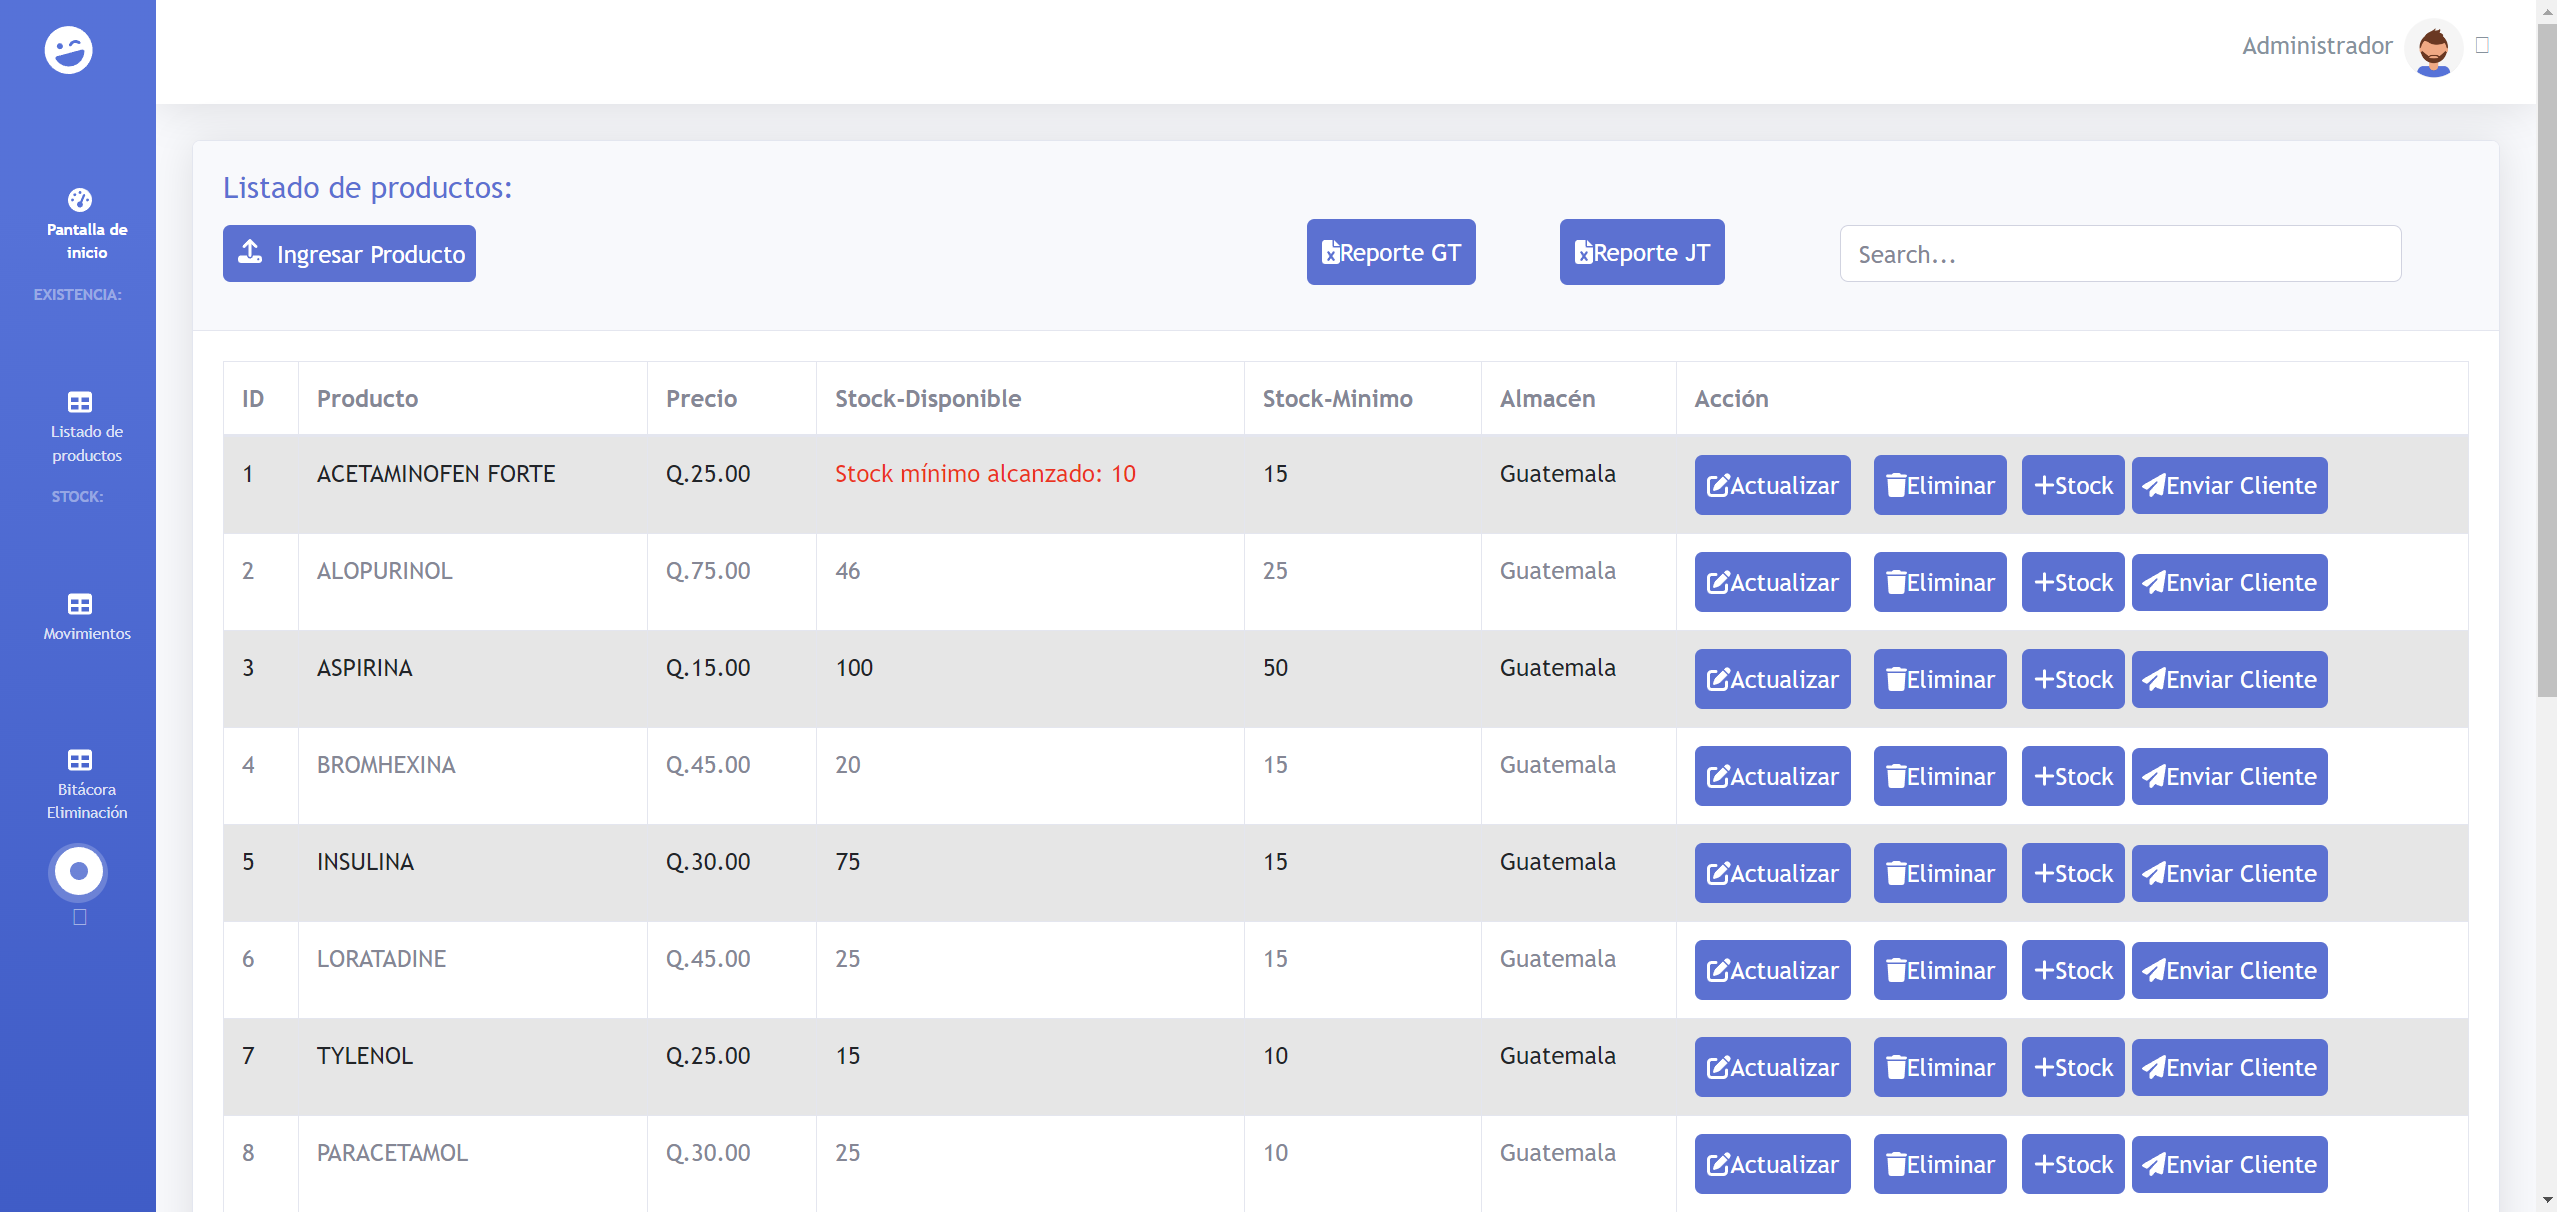 Administrador
Pantalla de
inicio
EXISTENCIA:
Listado de
productos
STOCK:
Movimientos
Bitácora
Eliminación
Listado de productos:
Ingresar Producto
Reporte GT
Reporte JT
Search...
ID Producto Precio Stock-Disponible Stock-Minimo Almacén Acción
1 ACETAMINOFEN FORTE Q.25.00 Stock mínimo alcanzado: 10 15 Guatemala Actualizar Eliminar +Stock Enviar Cliente
2 ALOPURINOL Q.75.00 46 25 Guatemala Actualizar Eliminar +Stock Enviar Cliente
3 ASPIRINA Q.15.00 100 50 Guatemala Actualizar Eliminar +Stock Enviar Cliente
4 BROMHEXINA Q.45.00 20 15 Guatemala Actualizar Eliminar +Stock Enviar Cliente
5 INSULINA Q.30.00 75 15 Guatemala Actualizar Eliminar +Stock Enviar Cliente
6 LORATADINE Q.45.00 25 15 Guatemala Actualizar Eliminar +Stock Enviar Cliente
7 TYLENOL Q.25.00 15 10 Guatemala Actualizar Eliminar +Stock Enviar Cliente
8 PARACETAMOL Q.30.00 25 10 Guatemala Actualizar Eliminar +Stock Enviar Cliente